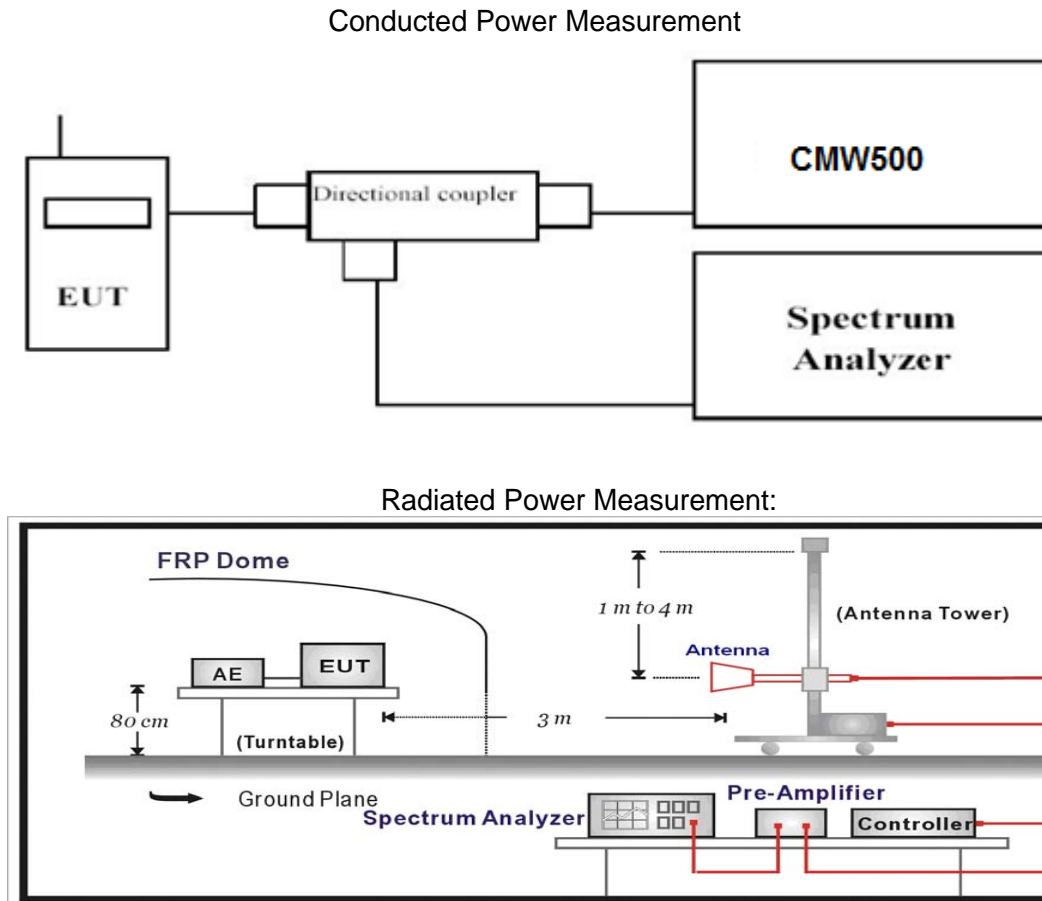 Conducted Power Measurement
CMW500
Directional coupler
EUT
Spectrum
Analyzer
Radiated Power Measurement:
FRP Dome
1 m to 4 m
(Antenna Tower)
Antenna
AE
EUT
80 cm
3 m
(Turntable)
Ground Plane
Pre-Amplifier
Spectrum Analyzer
Controller